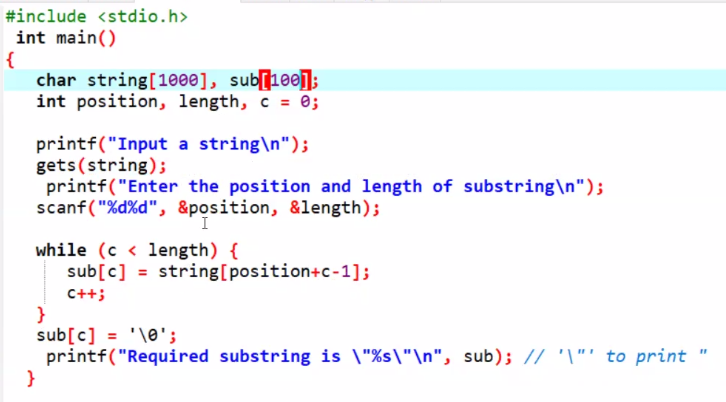 #include <stdio.h>
int main()
{
char string[1000], sub[100];
int position, length, c = 0;
printf("Input a string\n");
gets(string);
printf("Enter the position and length of substring\n");
scanf("%d%d", &position, &length);
while (c < length) {
sub[c] = string[position+c-1];
c++;
}
sub[c] = '\0';
printf("Required substring is \"%s\"\n", sub); // '\"' to print "
}